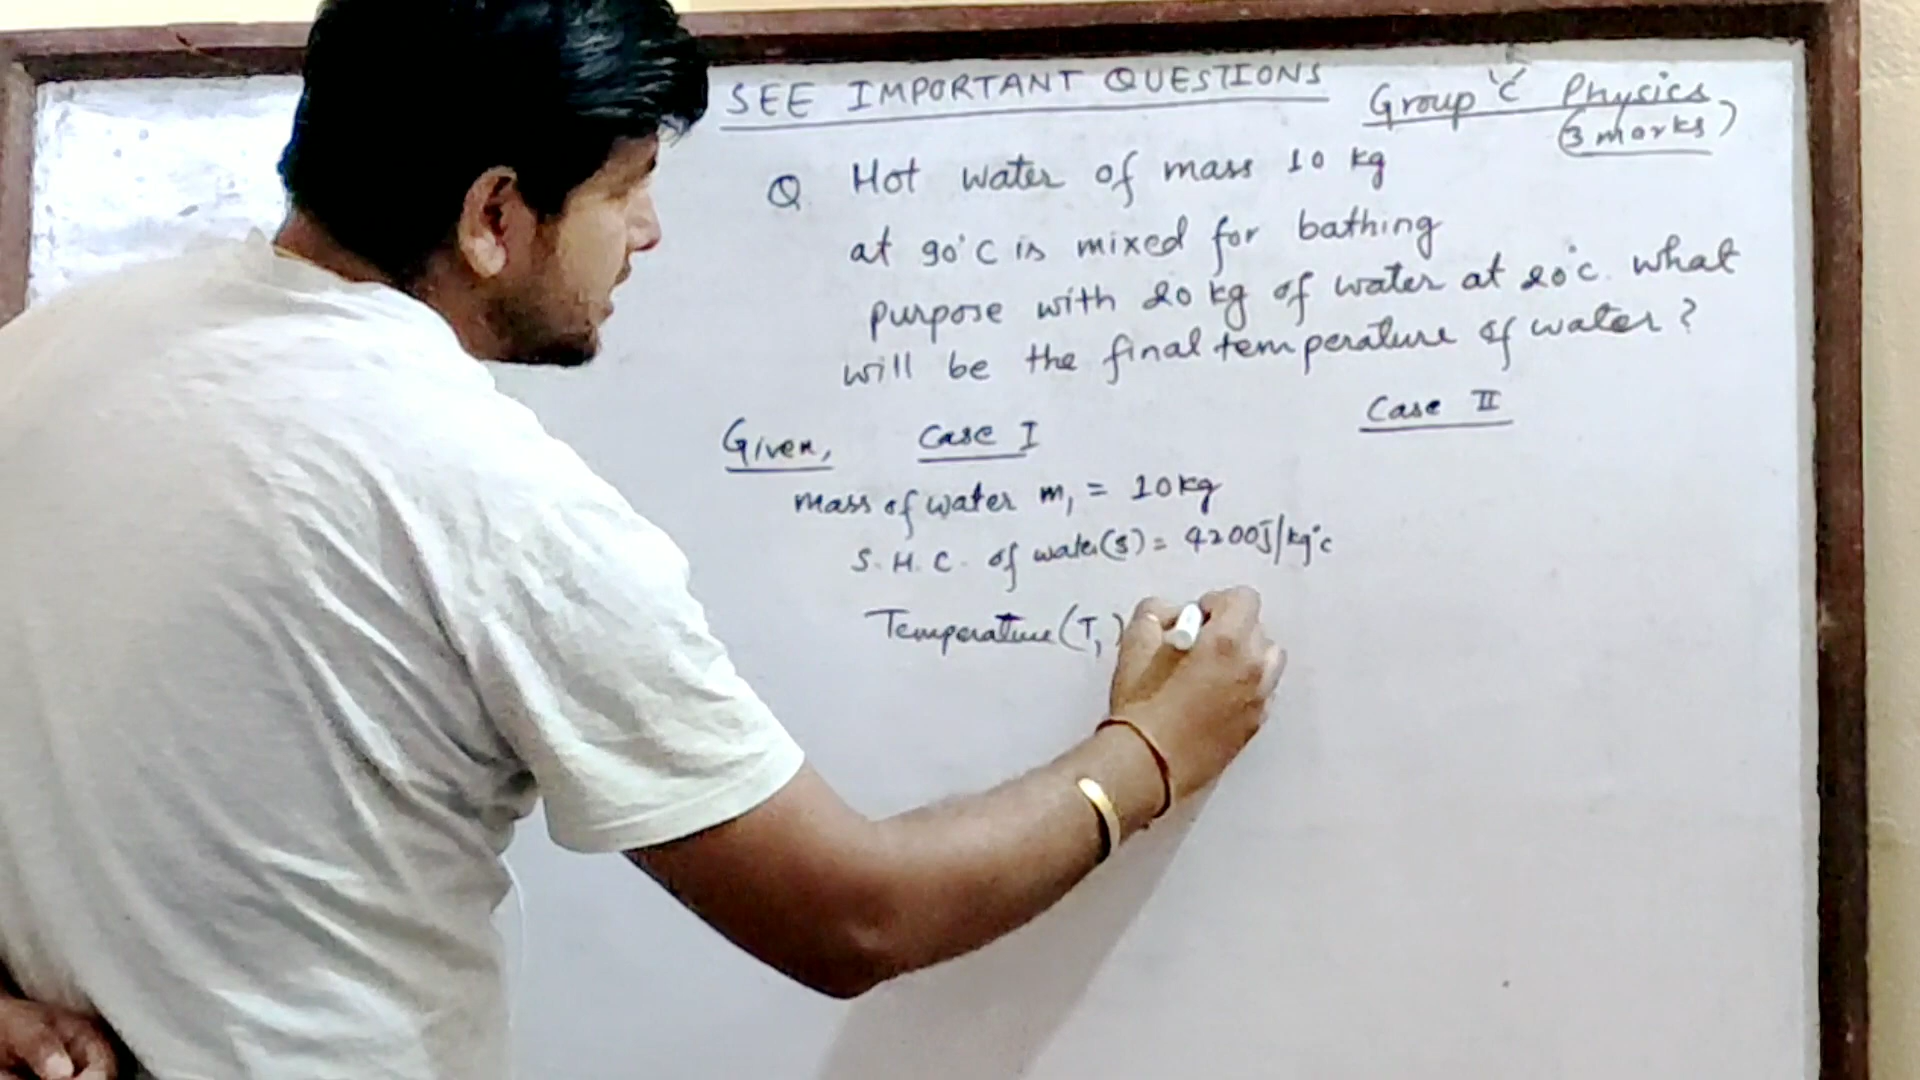 SEE IMPORTANT QUESTIONS
Group 'C' Physics
(3 marks)
Q Hot water of mass 10 kg
at 90°C is mixed for bathing
purpose with 20 kg of water at 20°C. what
will be the final temperature of water?
Given, Case I Case II
mass of water m₁ = 10kg
S.H.C. of water(s) = 4200J/kg°c
Temperature(T₁)